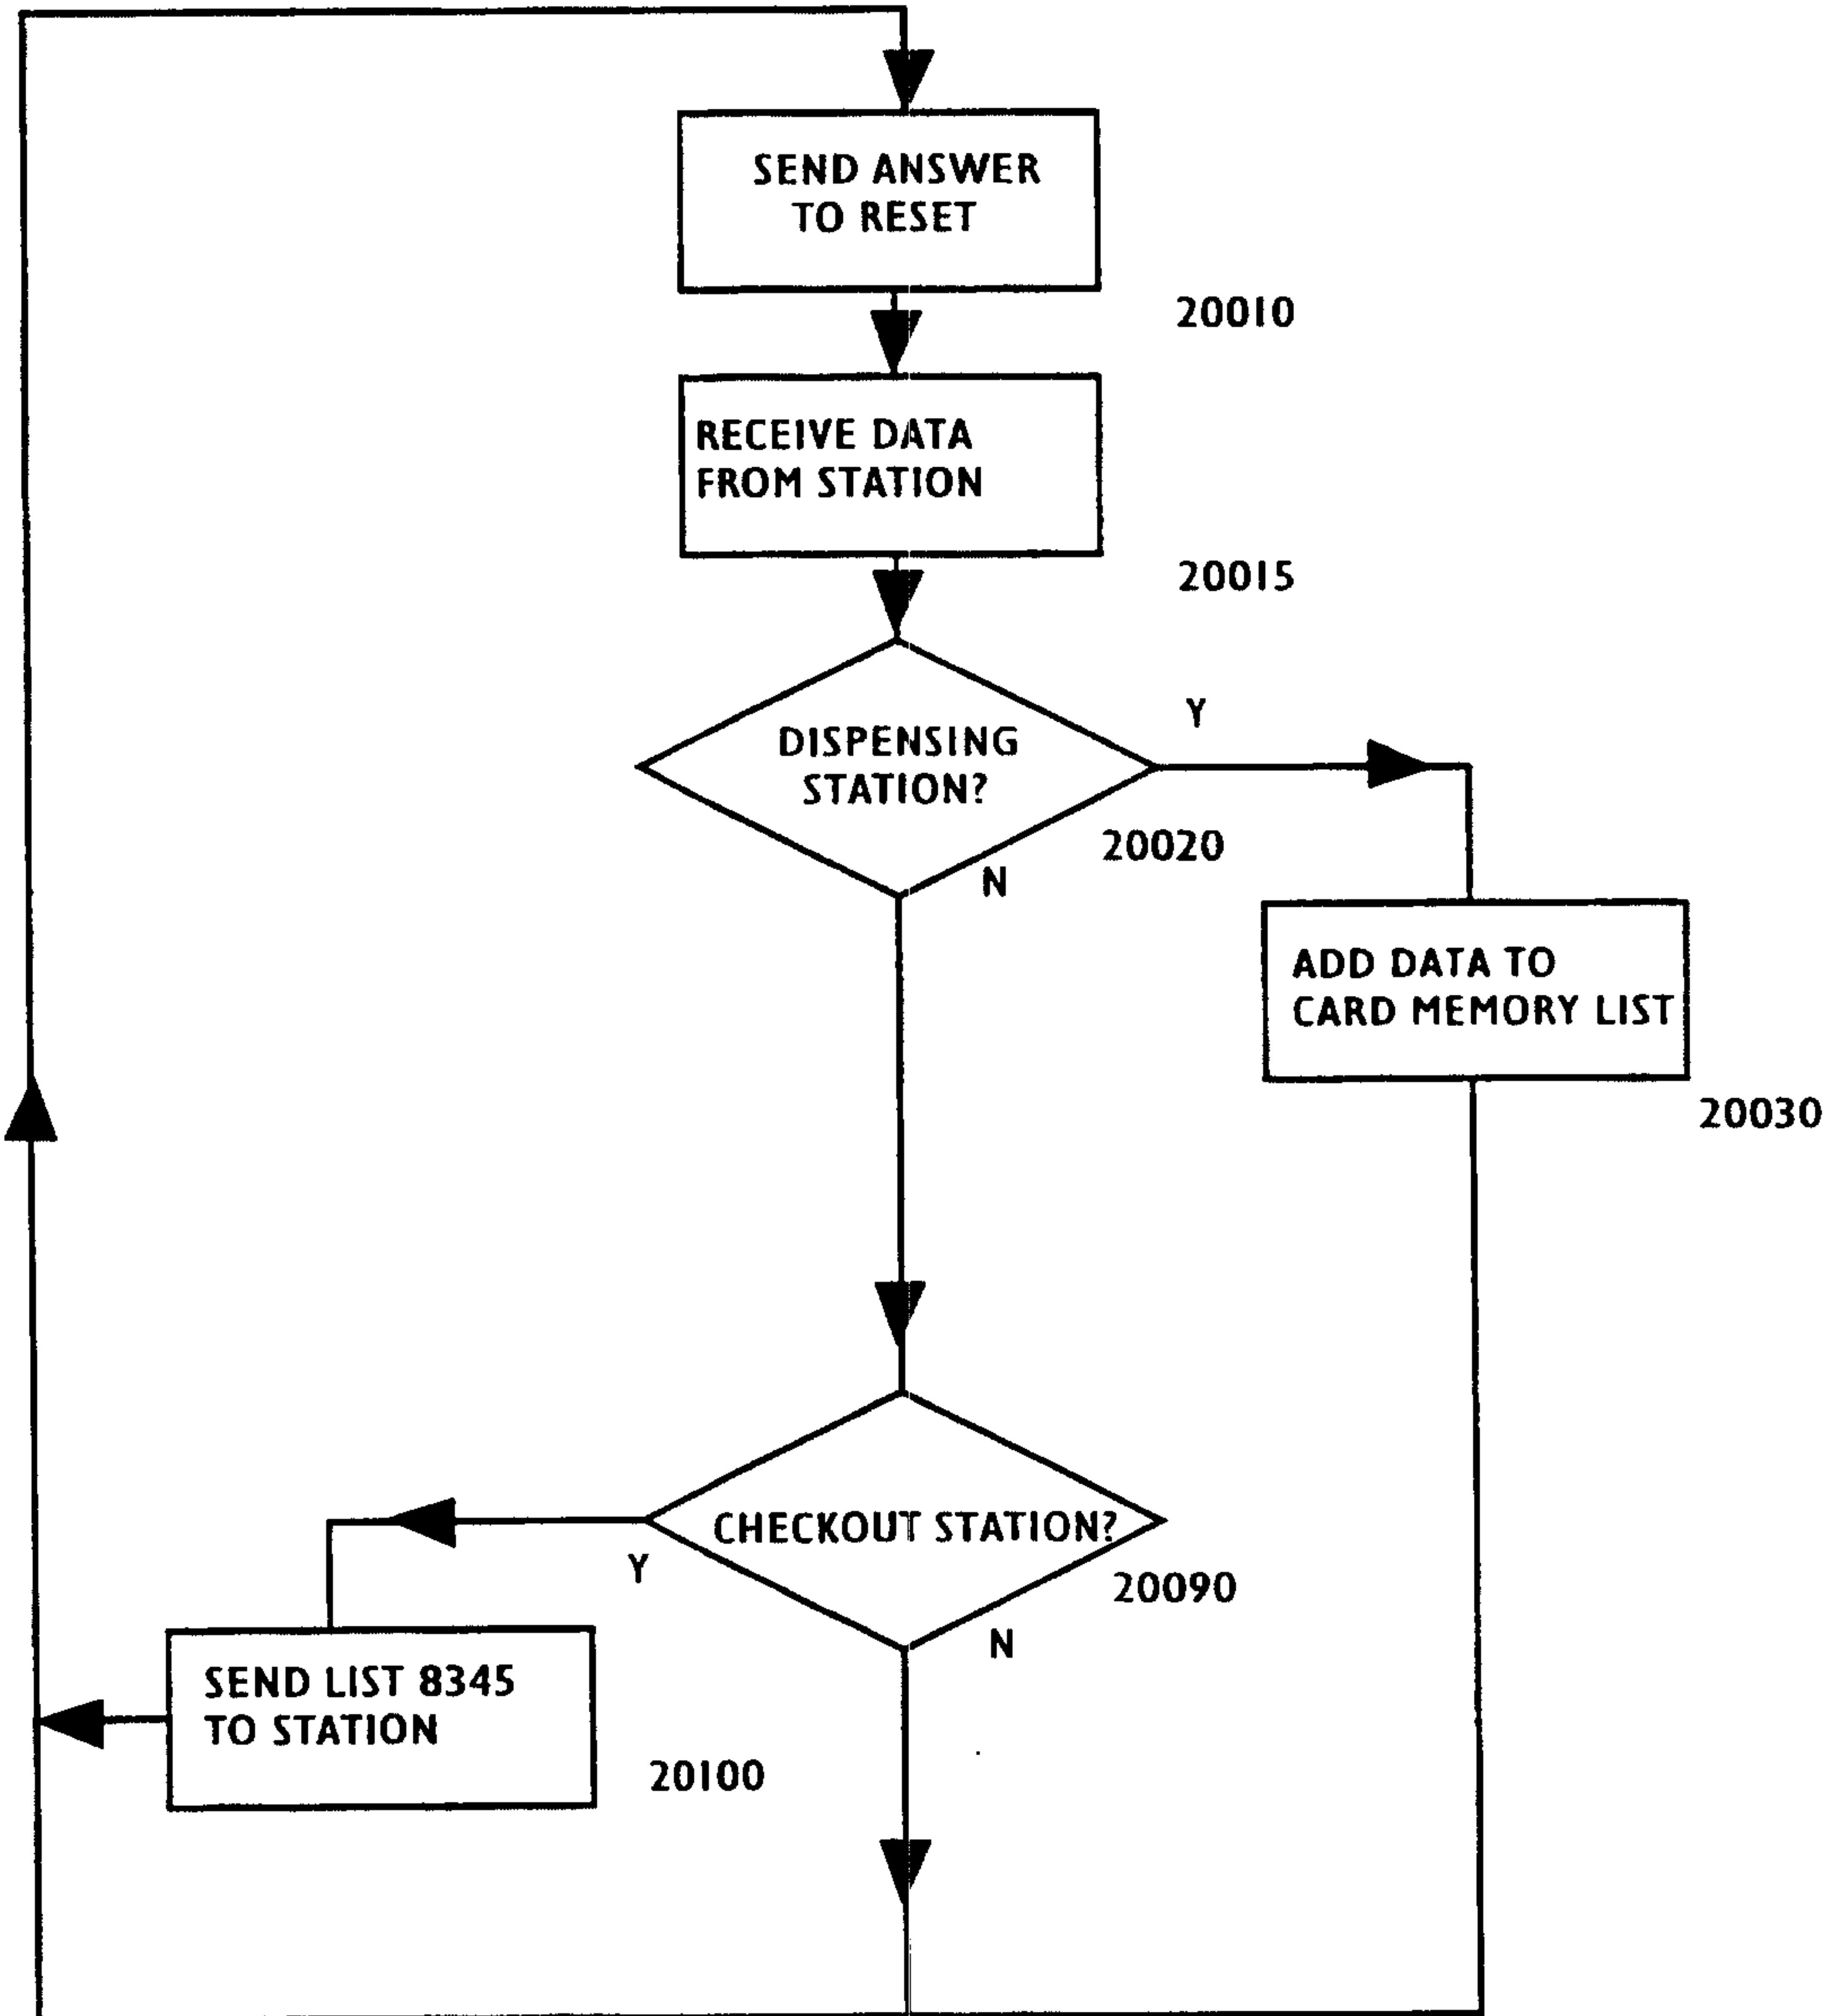 SEND ANSWER
TO RESET
20010
RECEIVE DATA
FROM STATION
20015
DISPENSING
STATION?
Y
20020
N
ADD DATA TO
CARD MEMORY LIST
20030
CHECKOUT STATION?
Y
20090
N
SEND LIST 8345
TO STATION
20100